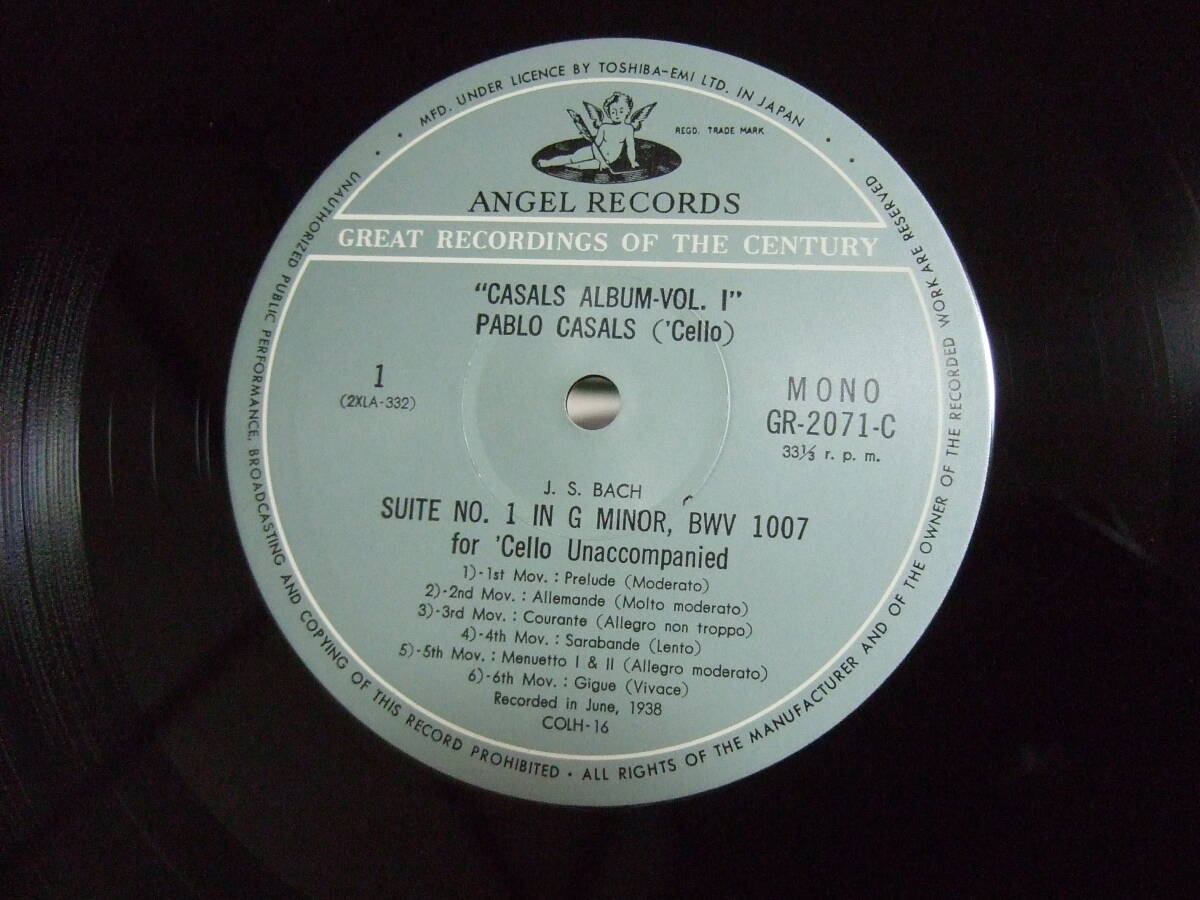 MFD. UNDER LICENCE BY TOSHIBA-EMI LTD. IN JAPAN
REGD. TRADE MARK
ANGEL RECORDS
GREAT RECORDINGS OF THE CENTURY
"CASALS ALBUM-VOL. I"
PABLO CASALS ('Cello)
1
(2XLA-332)
MONO
GR-2071-C
33⅓ r. p. m.
J. S. BACH
SUITE NO. 1 IN G MINOR, BWV 1007
for 'Cello Unaccompanied
1)-1st Mov. : Prelude (Moderato)
2)-2nd Mov. : Allemande (Molto moderato)
3)-3rd Mov. : Courante (Allegro non troppo)
4)-4th Mov. : Sarabande (Lento)
5)-5th Mov. : Menuetto I & II (Allegro moderato)
6)-6th Mov. : Gigue (Vivace)
Recorded in June, 1938
COLH-16
UNAUTHORIZED PUBLIC PERFORMANCE, BROADCASTING AND COPYING OF THIS RECORD PROHIBITED • ALL RIGHTS OF THE MANUFACTURER AND OF THE OWNER OF THE RECORDED WORK ARE RESERVED